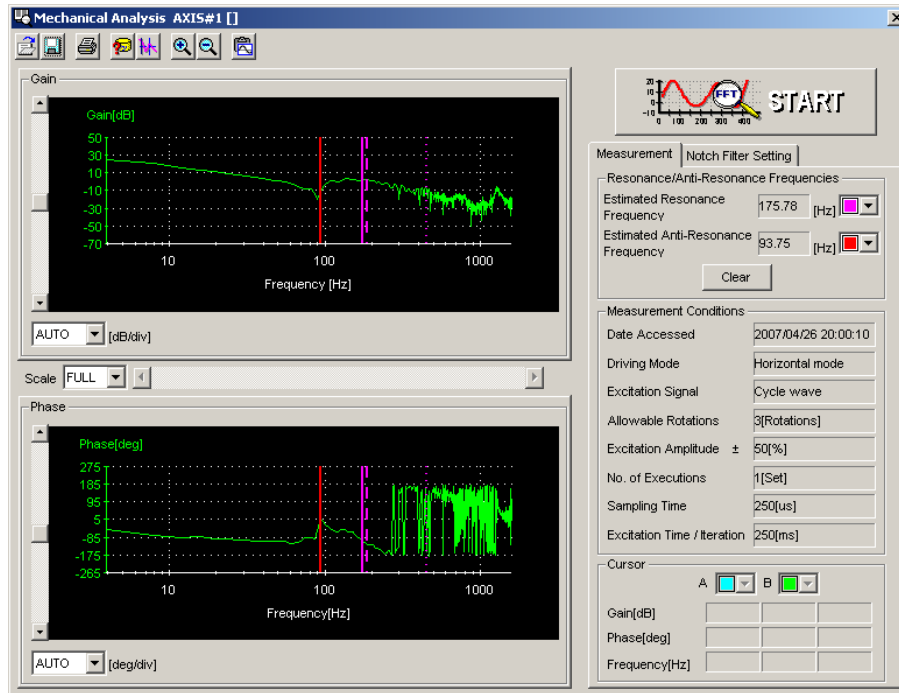 Mechanical Analysis AXIS#1 []
Gain
Gain[dB]
50
30
10
-10
-30
-50
-70
10 100 1000
Frequency [Hz]
AUTO [dB/div]
Scale FULL
Phase
Phase[deg]
275
185
95
5
-85
-175
-265
10 100 1000
Frequency[Hz]
AUTO [deg/div]
20
10
0
-10
0 100 200 300 400
FFT
START
Measurement Notch Filter Setting
Resonance/Anti-Resonance Frequencies
Estimated Resonance
Frequency
175.78 [Hz]
Estimated Anti-Resonance
Frequency
93.75 [Hz]
Clear
Measurement Conditions
Date Accessed 2007/04/26 20:00:10
Driving Mode Horizontal mode
Excitation Signal Cycle wave
Allowable Rotations 3[Rotations]
Excitation Amplitude ± 50[%]
No. of Executions 1[Set]
Sampling Time 250[us]
Excitation Time / Iteration 250[ms]
Cursor
A B
Gain[dB]
Phase[deg]
Frequency[Hz]